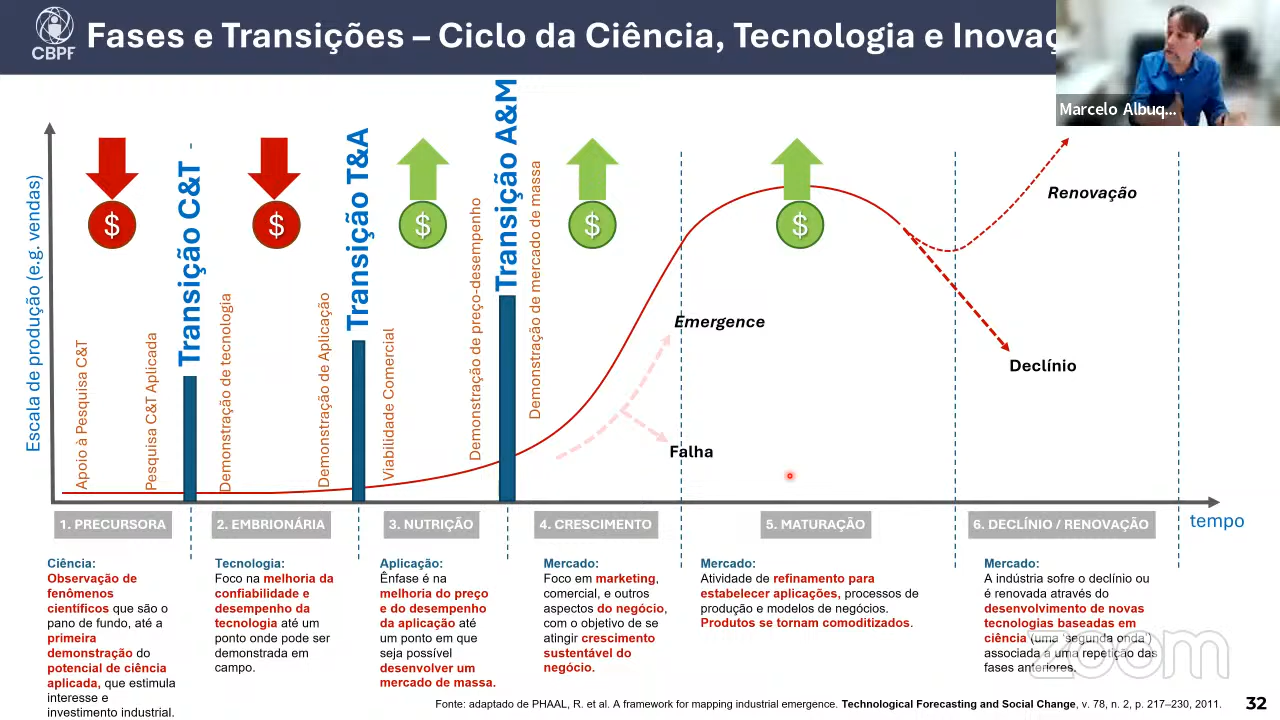 CBPF
Fases e Transições – Ciclo da Ciência, Tecnologia e Inovaç
Marcelo Albuq...
Escala de produção (e.g. vendas)
$
$
$
$
$
Transição C&T
Transição T&A
Transição A&M
Apoio à Pesquisa C&T
Pesquisa C&T Aplicada
Demonstração de tecnologia
Demonstração de Aplicação
Viabilidade Comercial
Demonstração de preço-desempenho
Demonstração de mercado de massa
Renovação
Emergence
Declínio
Falha
1. PRECURSORA
2. EMBRIONÁRIA
3. NUTRIÇÃO
4. CRESCIMENTO
5. MATURAÇÃO
6. DECLÍNIO / RENOVAÇÃO
tempo
Ciência:
Observação de
fenômenos
científicos que são o
pano de fundo, até a
primeira
demonstração do
potencial de ciência
aplicada, que estimula
interesse e
investimento industrial.
Tecnologia:
Foco na melhoria da
confiabilidade e
desempenho da
tecnologia até um
ponto onde pode ser
demonstrada em
campo.
Aplicação:
Ênfase é na
melhoria do preço
e do desempenho
da aplicação até
um ponto em que
seja possível
desenvolver um
mercado de massa.
Mercado:
Foco em marketing,
comercial, e outros
aspectos do negócio,
com o objetivo de se
atingir crescimento
sustentável do
negócio.
Mercado:
Atividade de refinamento para
estabelecer aplicações, processos de
produção e modelos de negócios.
Produtos se tornam comoditizados.
Mercado:
A indústria sofre o declínio ou
é renovada através do
desenvolvimento de novas
tecnologias baseadas em
ciência (uma 'segunda onda')
associada a uma repetição das
fases anteriores.
zoom
Fonte: adaptado de PHAAL, R. et al. A framework for mapping industrial emergence. Technological Forecasting and Social Change, v. 78, n. 2, p. 217–230, 2011.
32